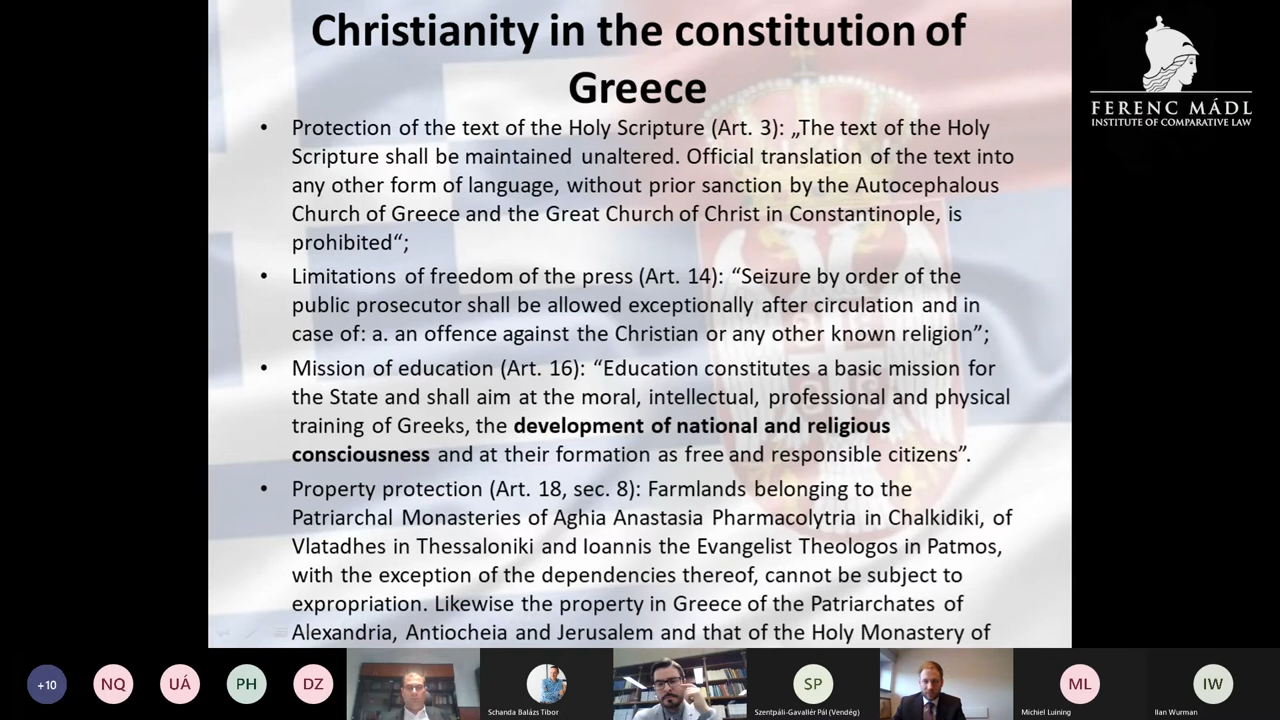 Christianity in the constitution of
Greece
• Protection of the text of the Holy Scripture (Art. 3): „The text of the Holy
Scripture shall be maintained unaltered. Official translation of the text into
any other form of language, without prior sanction by the Autocephalous
Church of Greece and the Great Church of Christ in Constantinople, is
prohibited“;
• Limitations of freedom of the press (Art. 14): “Seizure by order of the
public prosecutor shall be allowed exceptionally after circulation and in
case of: a. an offence against the Christian or any other known religion”;
• Mission of education (Art. 16): “Education constitutes a basic mission for
the State and shall aim at the moral, intellectual, professional and physical
training of Greeks, the development of national and religious
consciousness and at their formation as free and responsible citizens”.
• Property protection (Art. 18, sec. 8): Farmlands belonging to the
Patriarchal Monasteries of Aghia Anastasia Pharmacolytria in Chalkidiki, of
Vlatadhes in Thessaloniki and Ioannis the Evangelist Theologos in Patmos,
with the exception of the dependencies thereof, cannot be subject to
expropriation. Likewise the property in Greece of the Patriarchates of
Alexandria, Antiocheia and Jerusalem and that of the Holy Monastery of
FERENC MÁDL
INSTITUTE OF COMPARATIVE LAW
+10
NQ
UÁ
PH
DZ
Schanda Balázs Tibor
SP
Szentpáli-Gavallér Pál (Vendég)
ML
Michiel Luining
IW
Ilan Wurman